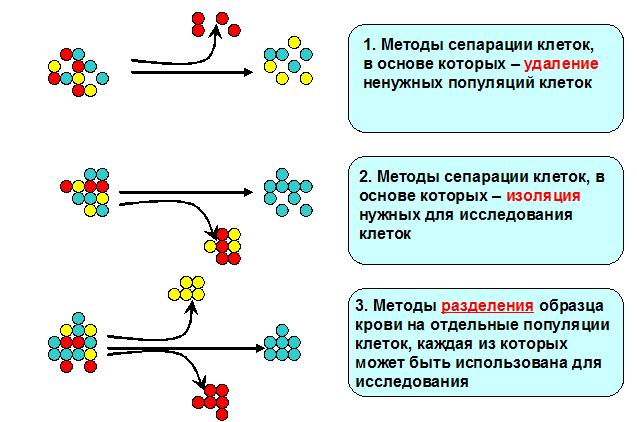 1. Методы сепарации клеток,
в основе которых – удаление
ненужных популяций клеток
2. Методы сепарации клеток, в
основе которых – изоляция
нужных для исследования
клеток
3. Методы разделения образца
крови на отдельные популяции
клеток, каждая из которых
может быть использована для
исследования